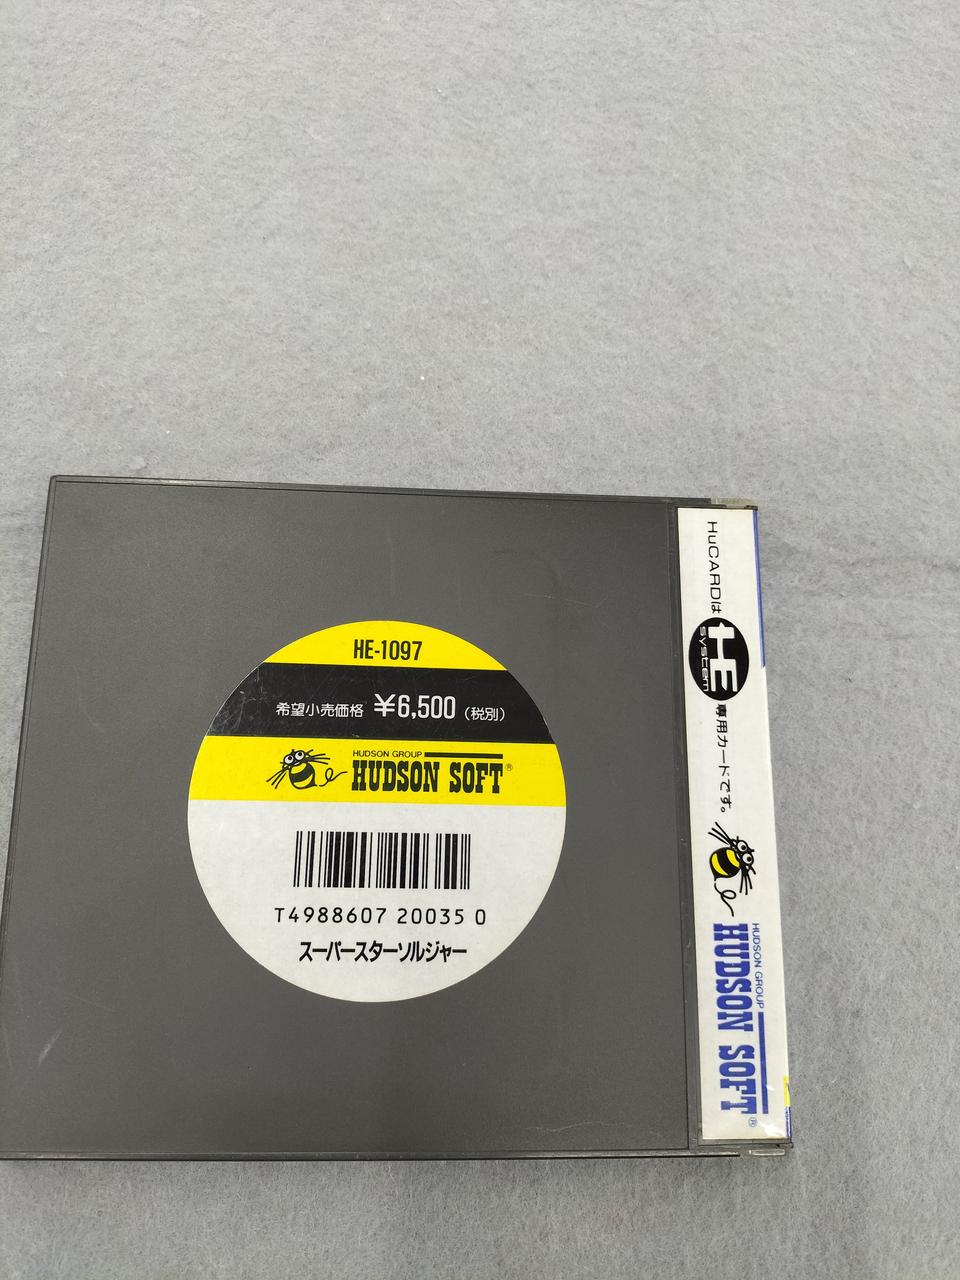 HE-1097
希望小売価格 ¥6,500 (税別)
HUDSON GROUP
HUDSON SOFT®
T4988607 20035 0
スーパースターソルジャー
HuCARDは HE SYSTEM 専用カードです。
HUDSON GROUP
HUDSON SOFT®